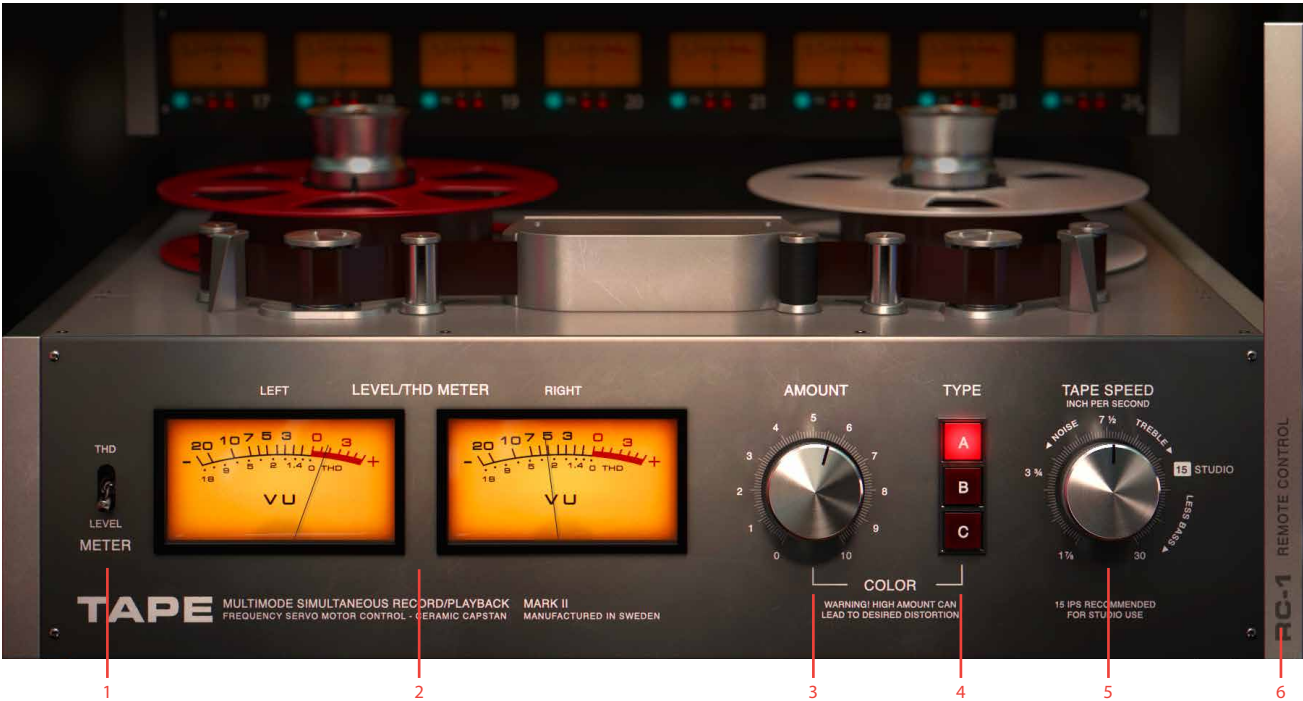 17 18 19 20 21 22 23 24
LEFT LEVEL/THD METER RIGHT
THD
LEVEL
METER
20 10 7 5 3 0 3
- +
18 9 5 2 1.4 0 THD
VU
20 10 7 5 3 0 3
- +
18 9 5 2 1.4 0 THD
VU
AMOUNT
0 1 2 3 4 5 6 7 8 9 10
TYPE
A
B
C
COLOR
WARNING! HIGH AMOUNT CAN
LEAD TO DESIRED DISTORTION
TAPE SPEED
INCH PER SECOND
1⅞ 3¾ 7½ 15 STUDIO 30
◀ NOISE
TREBLE ▶
LESS BASS ▶
15 IPS RECOMMENDED
FOR STUDIO USE
TAPE
MULTIMODE SIMULTANEOUS RECORD/PLAYBACK MARK II
FREQUENCY SERVO MOTOR CONTROL - CERAMIC CAPSTAN MANUFACTURED IN SWEDEN
RC-1 REMOTE CONTROL
1 2 3 4 5 6